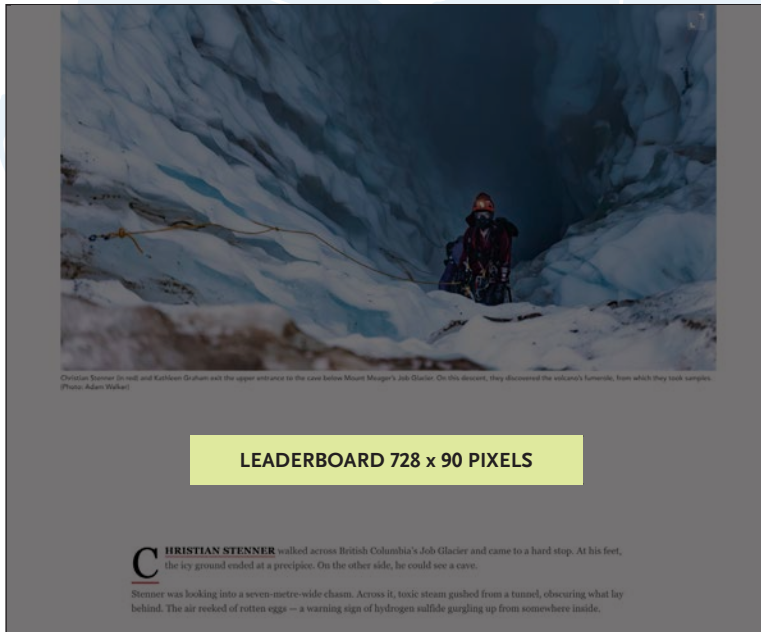 Christian Stenner (in red) and Kathleen Graham exit the upper entrance to the cave below Mount Meager's Job Glacier. On this descent, they discovered the volcano's fumerole, from which they took samples.
(Photo: Adam Walker)
LEADERBOARD 728 x 90 PIXELS
CHRISTIAN STENNER walked across British Columbia's Job Glacier and came to a hard stop. At his feet,
the icy ground ended at a precipice. On the other side, he could see a cave.
Stenner was looking into a seven-metre-wide chasm. Across it, toxic steam gushed from a tunnel, obscuring what lay
behind. The air reeked of rotten eggs — a warning sign of hydrogen sulfide gurgling up from somewhere inside.